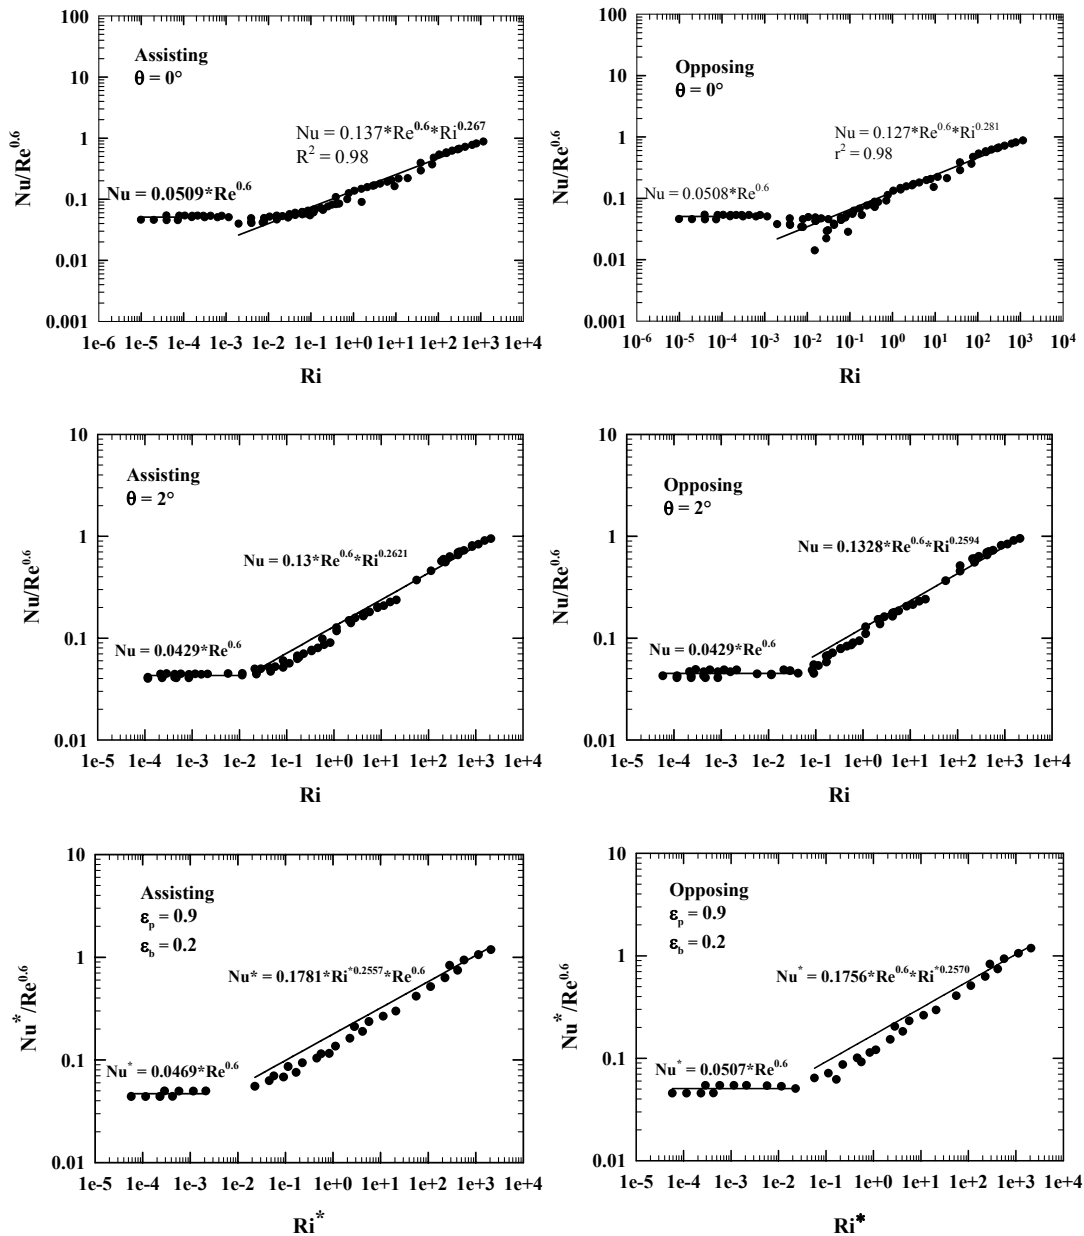 Assisting
θ = 0°
Nu = 0.137*Re^0.6*Ri^0.267
R^2 = 0.98
Nu = 0.0509*Re^0.6
Nu/Re^0.6
100
10
1
0.1
0.01
0.001
1e-6 1e-5 1e-4 1e-3 1e-2 1e-1 1e+0 1e+1 1e+2 1e+3 1e+4
Ri
Opposing
θ = 0°
Nu = 0.127*Re^0.6*Ri^0.281
r^2 = 0.98
Nu = 0.0508*Re^0.6
Nu/Re^0.6
100
10
1
0.1
0.01
0.001
10^-6 10^-5 10^-4 10^-3 10^-2 10^-1 10^0 10^1 10^2 10^3 10^4
Ri
Assisting
θ = 2°
Nu = 0.13*Re^0.6*Ri^0.2621
Nu = 0.0429*Re^0.6
Nu/Re^0.6
10
1
0.1
0.01
1e-5 1e-4 1e-3 1e-2 1e-1 1e+0 1e+1 1e+2 1e+3 1e+4
Ri
Opposing
θ = 2°
Nu = 0.1328*Re^0.6*Ri^0.2594
Nu = 0.0429*Re^0.6
Nu/Re^0.6
10
1
0.1
0.01
1e-5 1e-4 1e-3 1e-2 1e-1 1e+0 1e+1 1e+2 1e+3 1e+4
Ri
Assisting
ε_p = 0.9
ε_b = 0.2
Nu* = 0.1781*Ri^*0.2557*Re^0.6
Nu^* = 0.0469*Re^0.6
Nu^*/Re^0.6
10
1
0.1
0.01
1e-5 1e-4 1e-3 1e-2 1e-1 1e+0 1e+1 1e+2 1e+3 1e+4
Ri^*
Opposing
ε_p = 0.9
ε_b = 0.2
Nu^* = 0.1756*Re^0.6*Ri^*0.2570
Nu^* = 0.0507*Re^0.6
Nu^*/Re^0.6
10
1
0.1
0.01
1e-5 1e-4 1e-3 1e-2 1e-1 1e+0 1e+1 1e+2 1e+3 1e+4
Ri^*